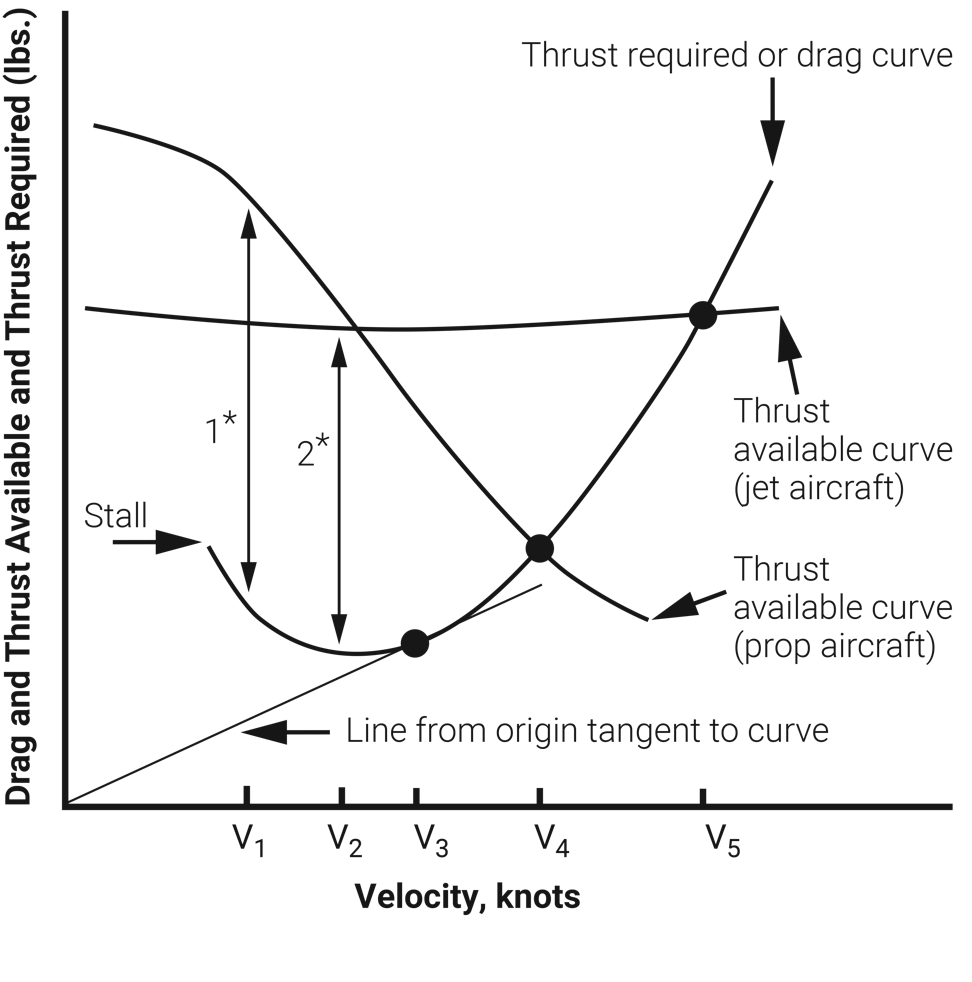 Drag and Thrust Available and Thrust Required (lbs.)
Thrust required or drag curve
1*
2*
Stall
Thrust
available curve
(jet aircraft)
Thrust
available curve
(prop aircraft)
Line from origin tangent to curve
V1 V2 V3 V4 V5
Velocity, knots